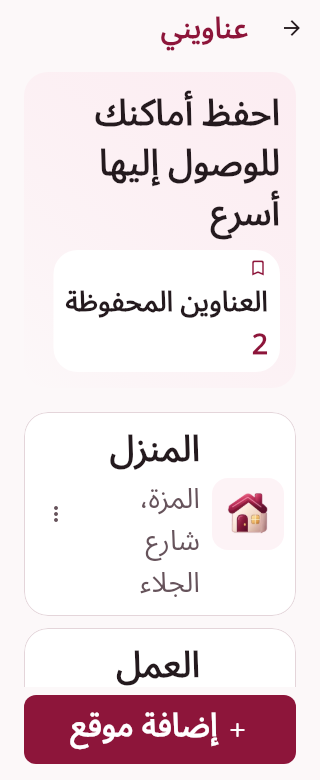 عناويني
احفظ أماكنك
للوصول إليها
أسرع
العناوين المحفوظة
2
المنزل
المزة،
شارع
الجلاء
العمل
+ إضافة موقع